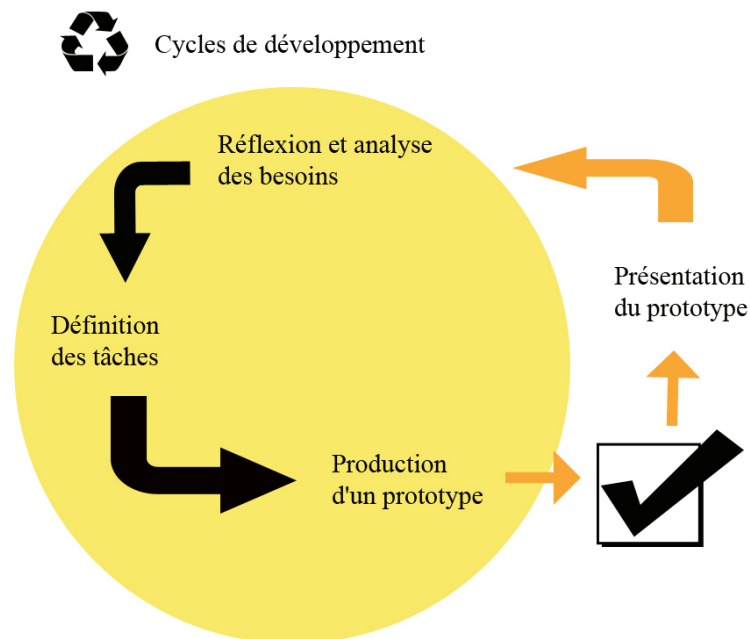 Cycles de développement
Réflexion et analyse
des besoins
Définition
des tâches
Production
d'un prototype
Présentation
du prototype